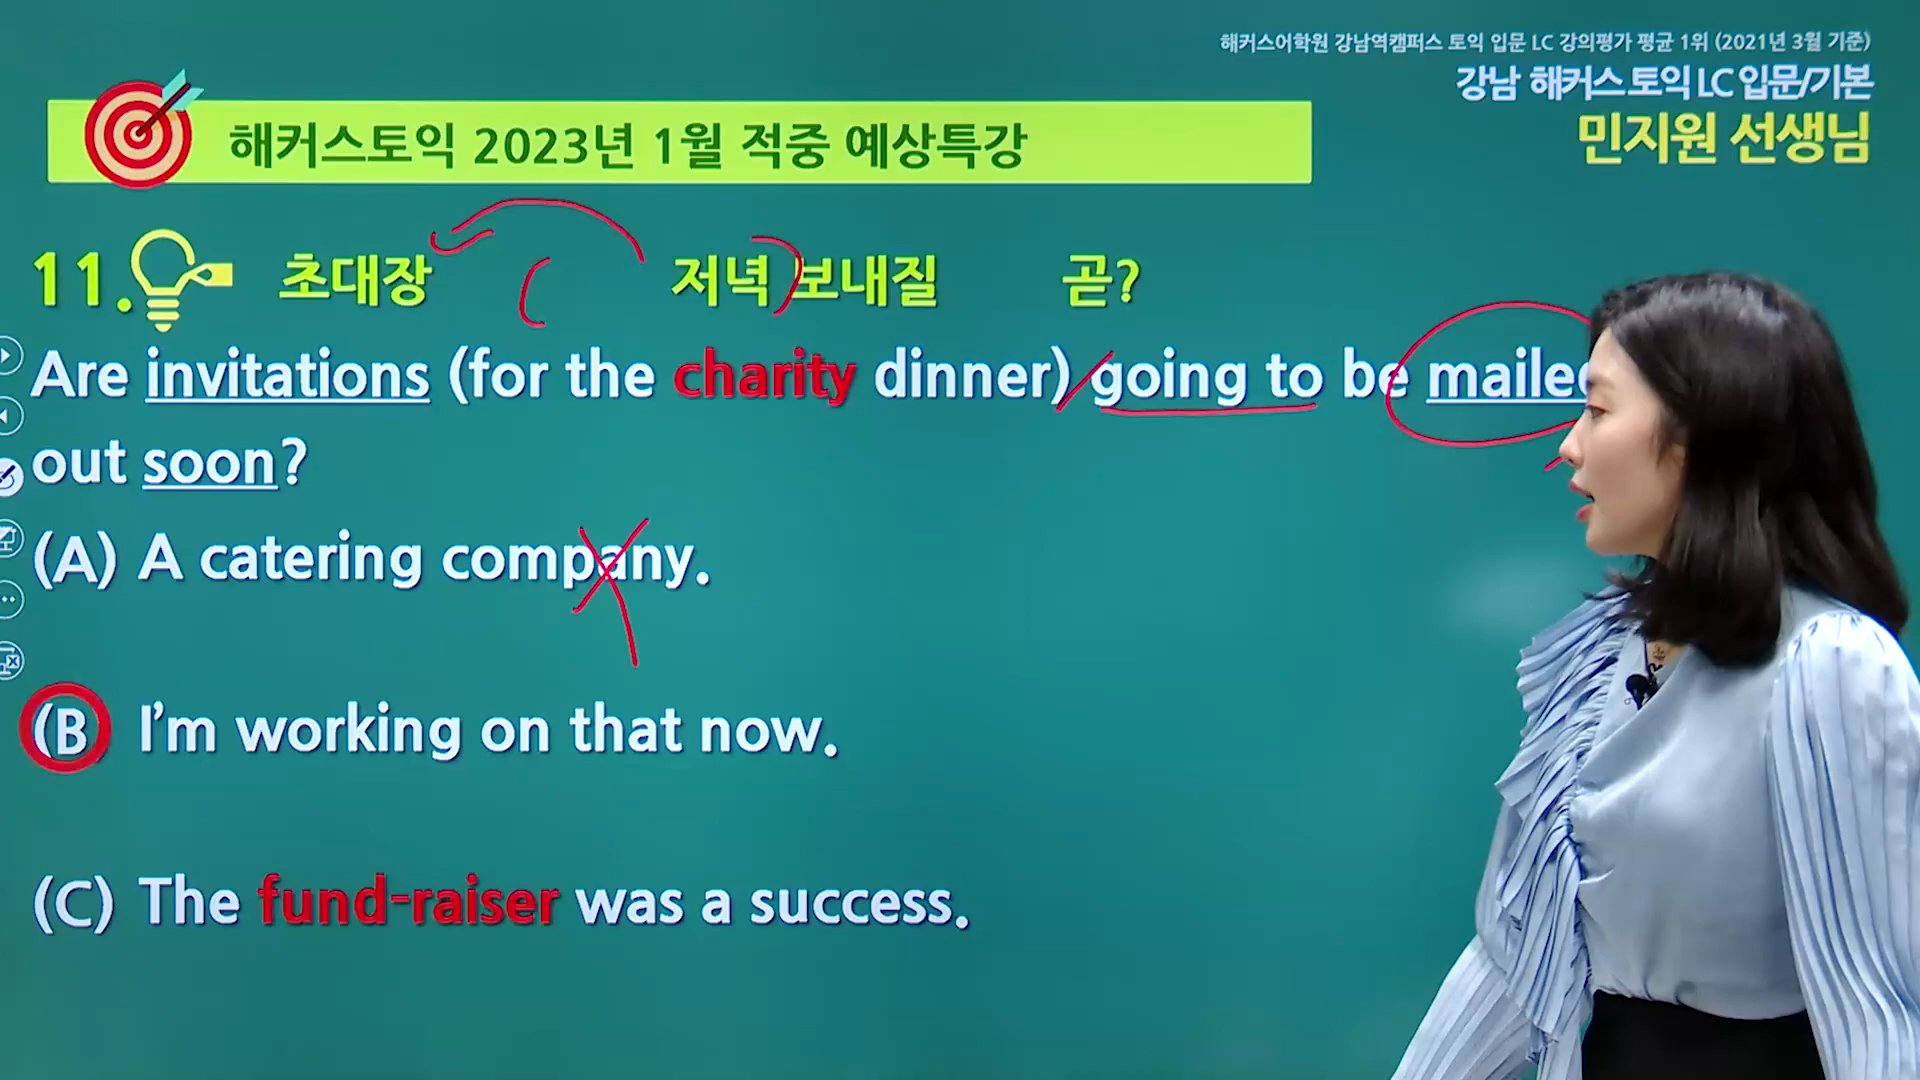 해커스어학원 강남역캠퍼스 토익 입문 LC 강의평가 평균 1위 (2021년 3월 기준)
강남 해커스 토익 LC 입문/기본
민지원 선생님
해커스토익 2023년 1월 적중 예상특강
11. 초대장 저녁 보내질 곧?
Are invitations (for the charity dinner) going to be
out soon?
(A) A catering company.
(B I'm working on that now.
(C) The fund-raiser was a success.